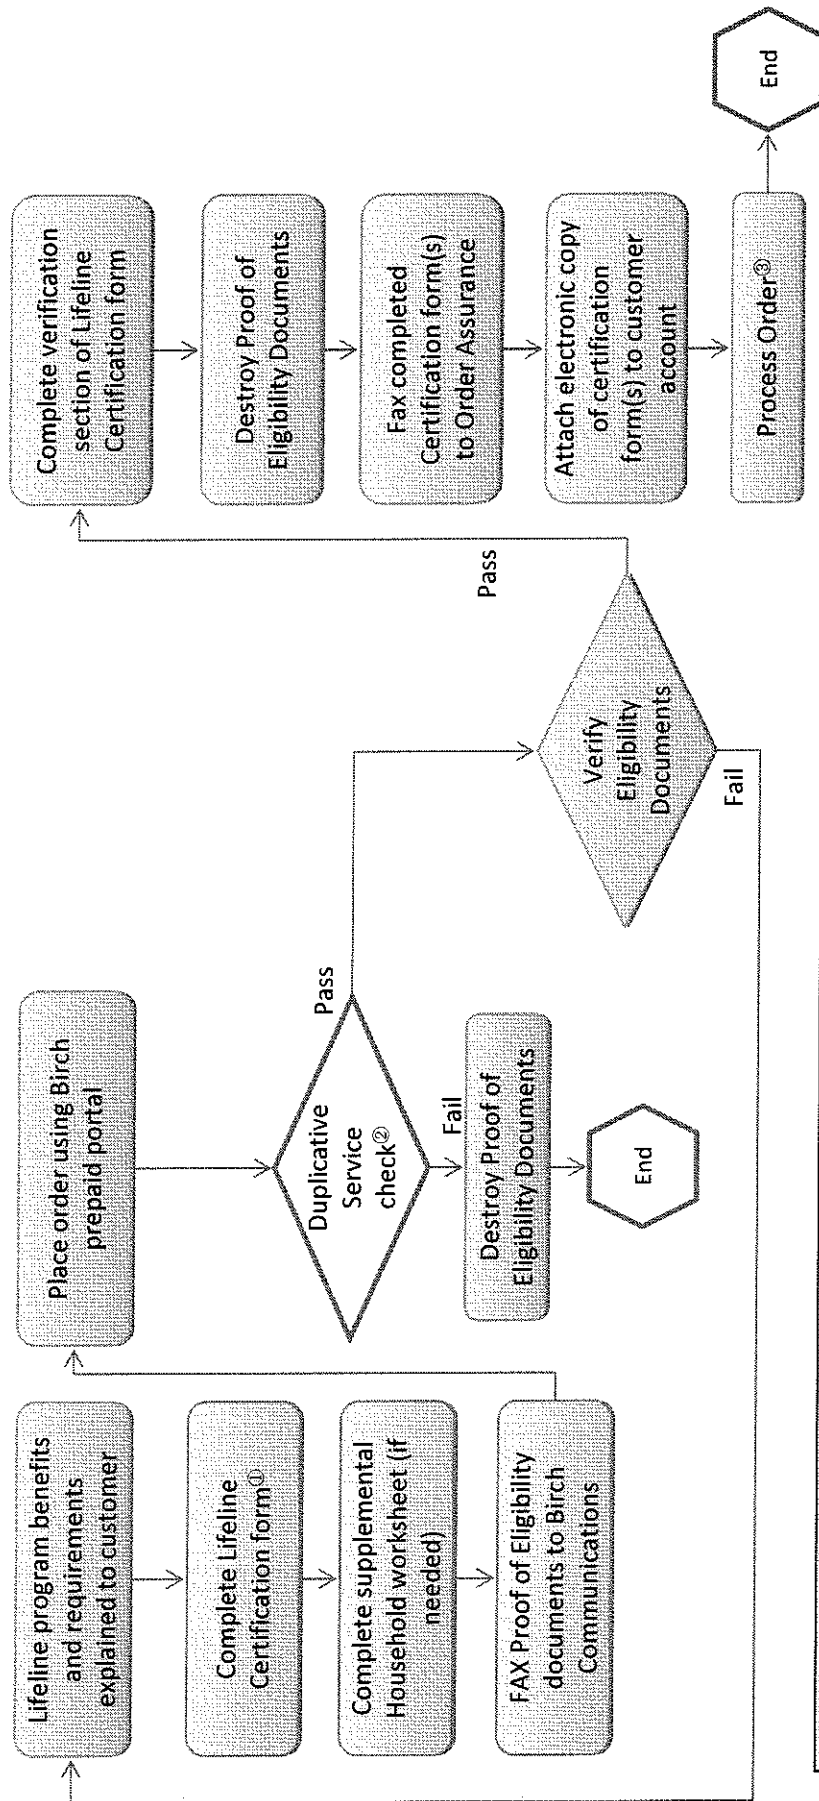 Lifeline program benefits
and requirements
explained to customer
Complete Lifeline
Certification form①
Complete supplemental
Household worksheet (if
needed)
FAX Proof of Eligibility
documents to Birch
Communications
Place order using Birch
prepaid portal
Duplicative
Service
check②
Pass
Fail
Destroy Proof of
Eligibility Documents
End
Verify
Eligibility
Documents
Pass
Fail
Complete verification
section of Lifeline
Certification form
Destroy Proof of
Eligibility Documents
Fax completed
Certification form(s)
to Order Assurance
Attach electronic copy
of certification
form(s) to customer
account
Process Order③
End